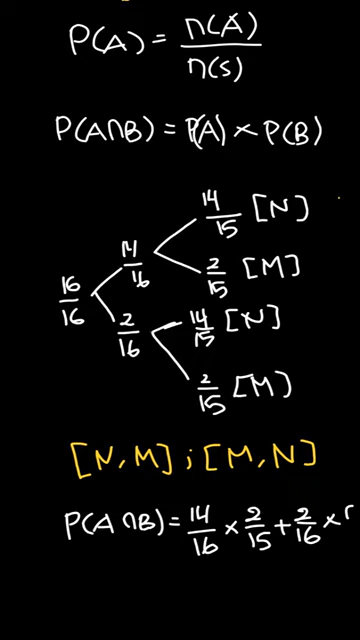 P(A) = n(A)/n(s)
P(A∩B) = P(A) × P(B)
14/15 [N]
14/16
2/15 [M]
16/16
2/16
14/15 [N]
2/15 [M]
[N,M] ; [M,N]
P(A∩B) = 14/16 × 2/15 + 2/16 ×